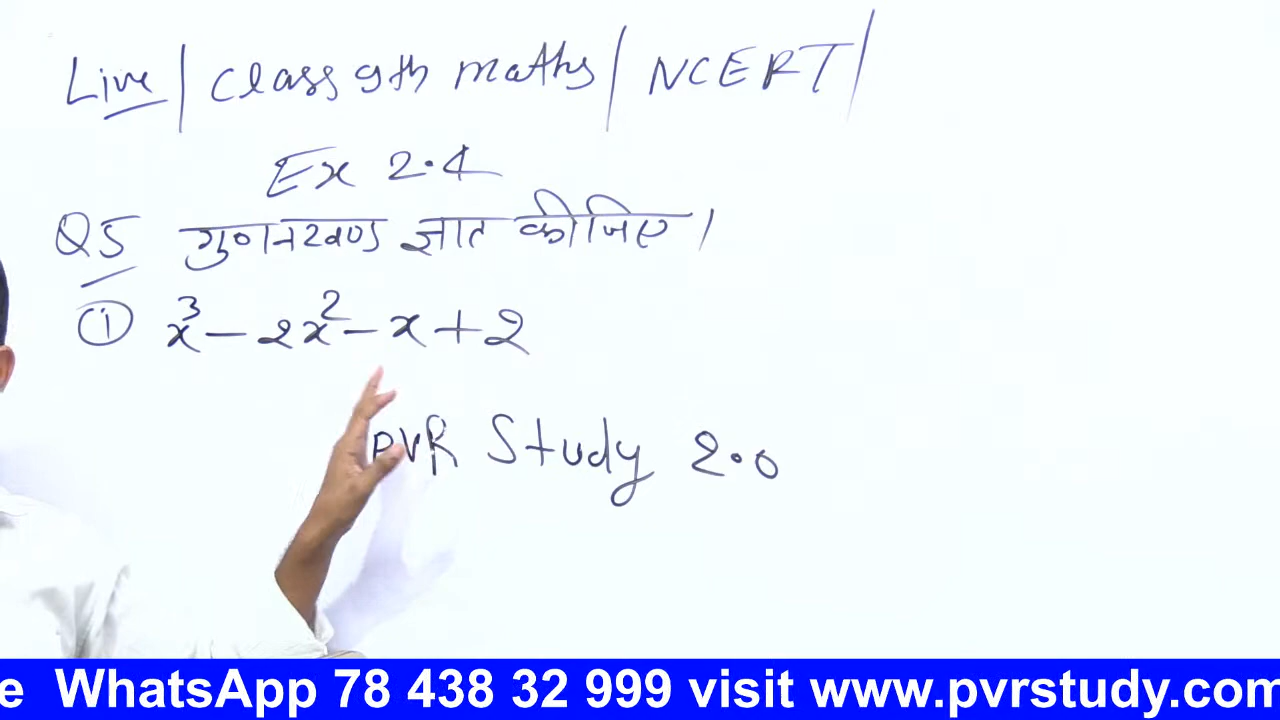 Live | Class 9th maths | NCERT |
Ex 2.4
Q5 गुणनखण्ड ज्ञात कीजिए।
① x³ - 2x² - x + 2
PVR Study 2.0
e WhatsApp 78 438 32 999 visit www.pvrstudy.com